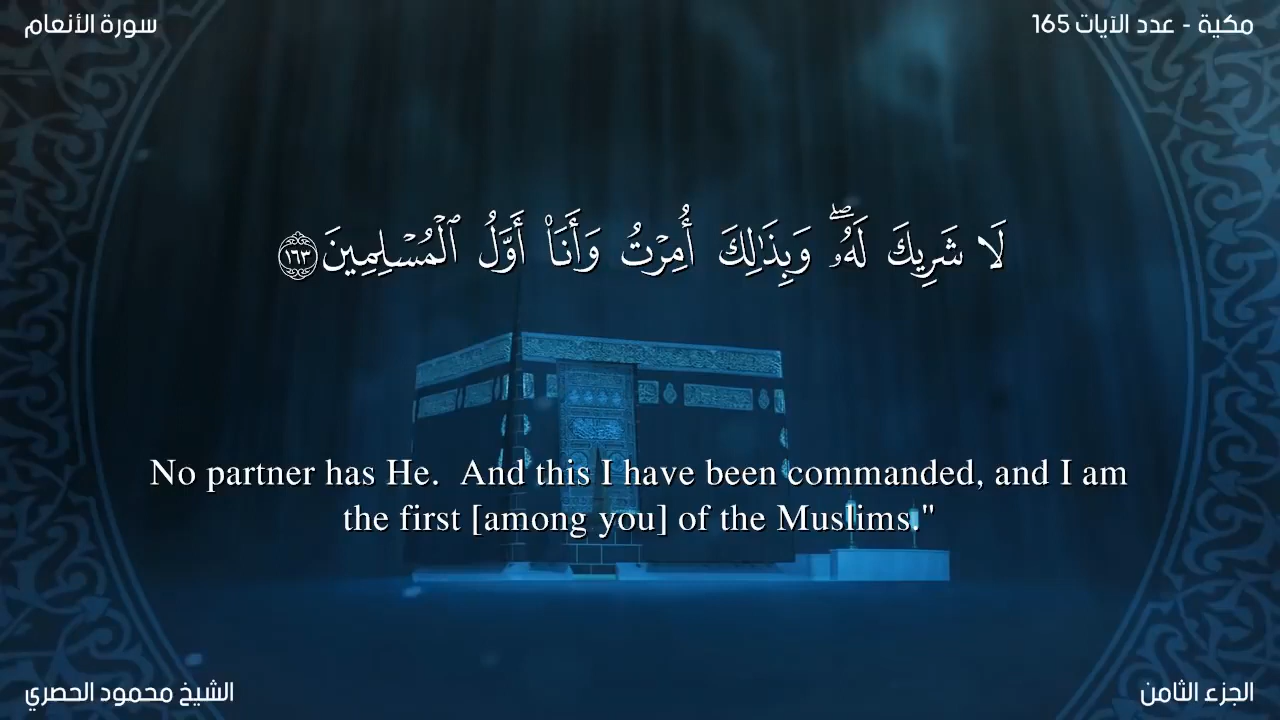 سورة الأنعام
مكية - عدد الآيات 165
لَا شَرِيكَ لَهُۥۖ وَبِذَٰلِكَ أُمِرْتُ وَأَنَا۠ أَوَّلُ ٱلْمُسْلِمِينَ ١٦٣
No partner has He.  And this I have been commanded, and I am
the first [among you] of the Muslims."
الشيخ محمود الحصري
الجزء الثامن